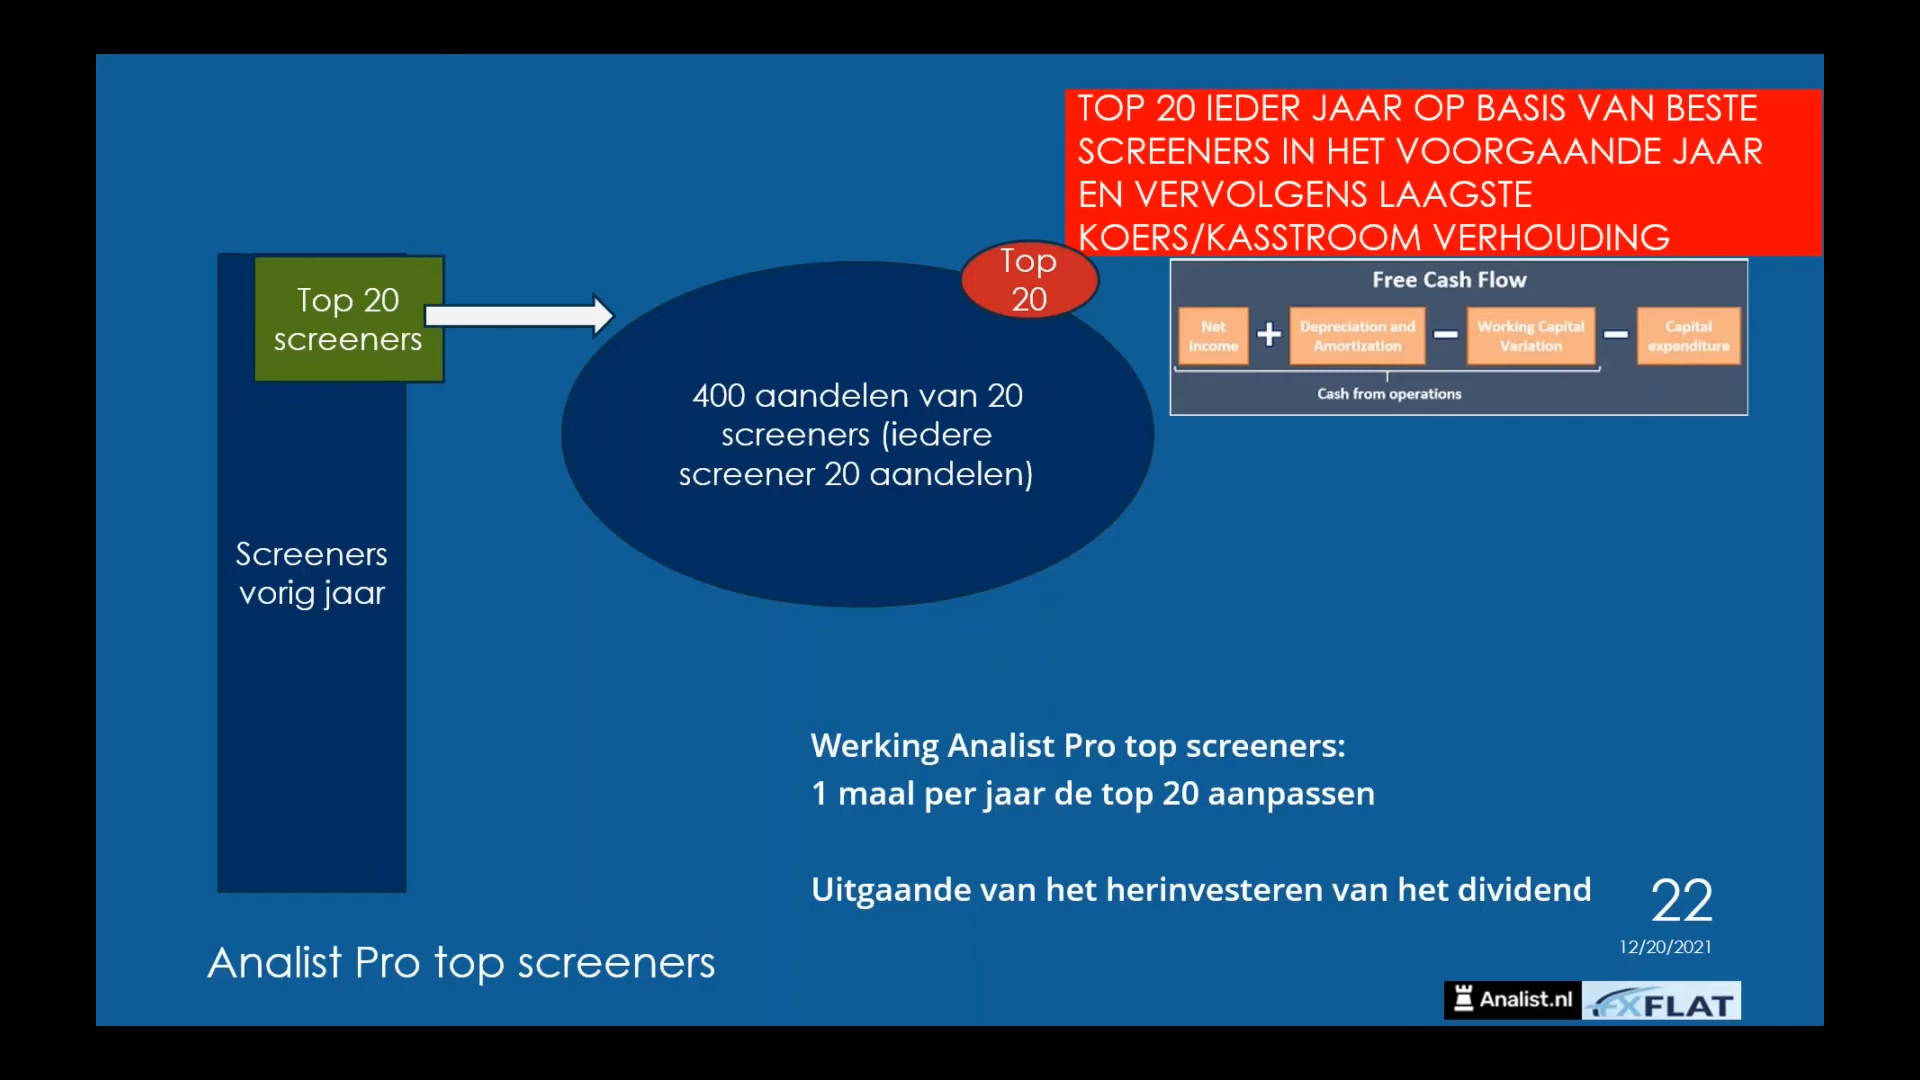 TOP 20 IEDER JAAR OP BASIS VAN BESTE
SCREENERS IN HET VOORGAANDE JAAR
EN VERVOLGENS LAAGSTE
KOERS/KASSTROOM VERHOUDING
Top 20
screeners
Top
20
Free Cash Flow
Net
Income
+
Depreciation and
Amortization
-
Working Capital
Variation
-
Capital
expenditure
Cash from operations
400 aandelen van 20
screeners (iedere
screener 20 aandelen)
Screeners
vorig jaar
Werking Analist Pro top screeners:
1 maal per jaar de top 20 aanpassen
Uitgaande van het herinvesteren van het dividend
22
12/20/2021
Analist Pro top screeners
Analist.nl
FXFLAT